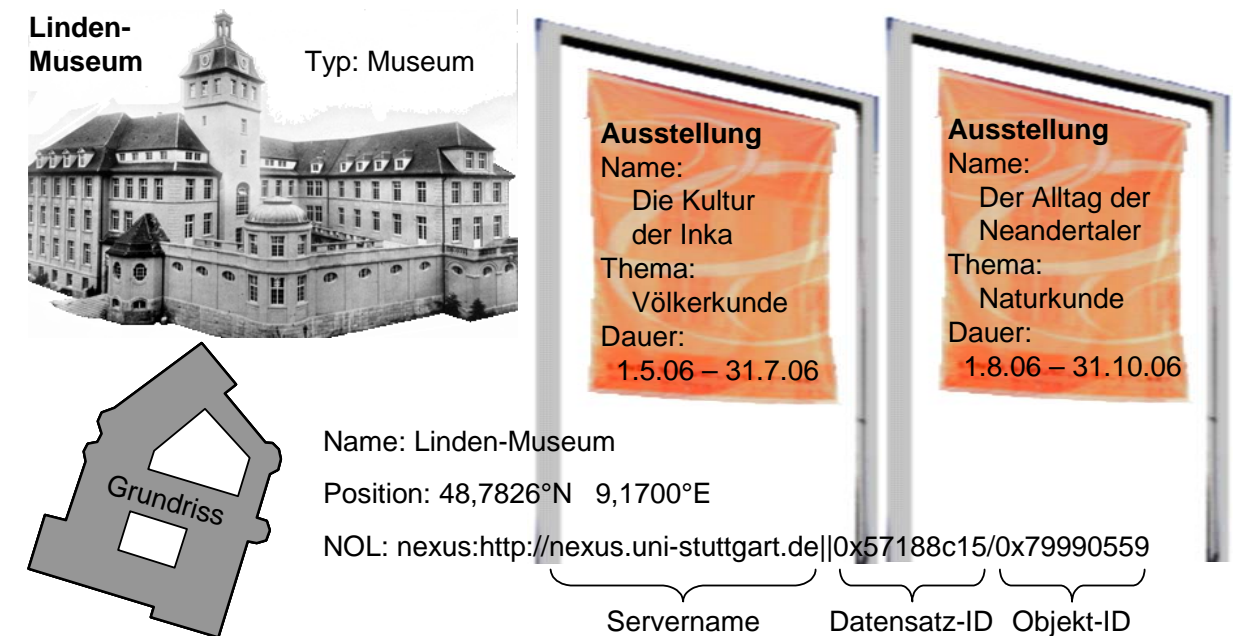 Linden-
Museum
Typ: Museum
Ausstellung
Name:
Die Kultur
der Inka
Thema:
Völkerkunde
Dauer:
1.5.06 – 31.7.06
Ausstellung
Name:
Der Alltag der
Neandertaler
Thema:
Naturkunde
Dauer:
1.8.06 – 31.10.06
Grundriss
Name: Linden-Museum
Position: 48,7826°N   9,1700°E
NOL: nexus:http://nexus.uni-stuttgart.de||0x57188c15/0x79990559
Servername
Datensatz-ID
Objekt-ID